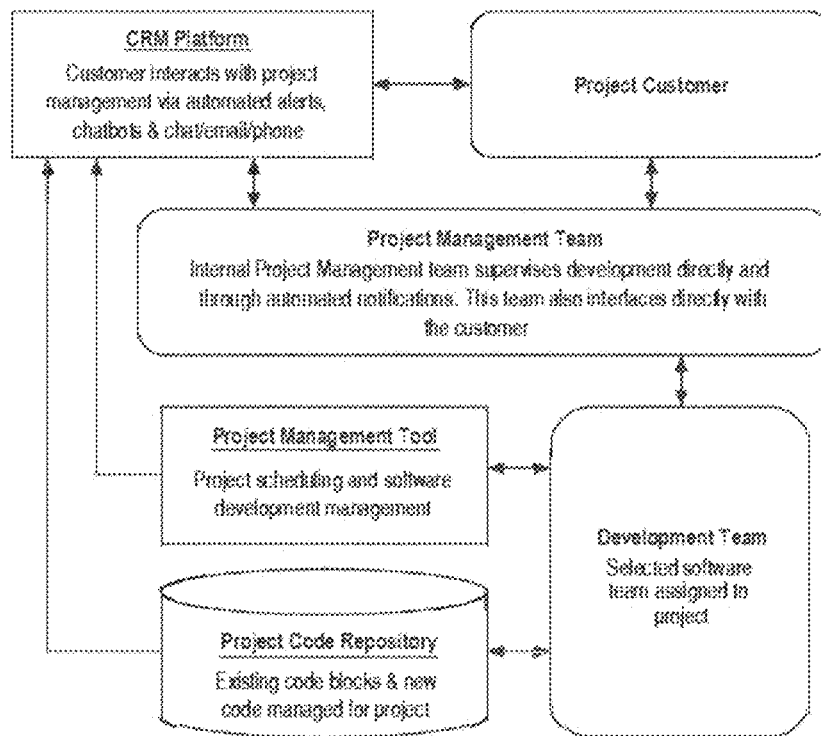 CRM Platform
Customer interacts with project
management via automated alerts,
chatbots & chat/email/phone
Project Customer
Project Management Team
Internal Project Management team supervises development directly and
through automated notifications. This team also interfaces directly with
the customer
Project Management Tool
Project scheduling and software
development management
Development Team
Selected software
team assigned to
project
Project Code Repository
Existing code blocks & new
code managed for project